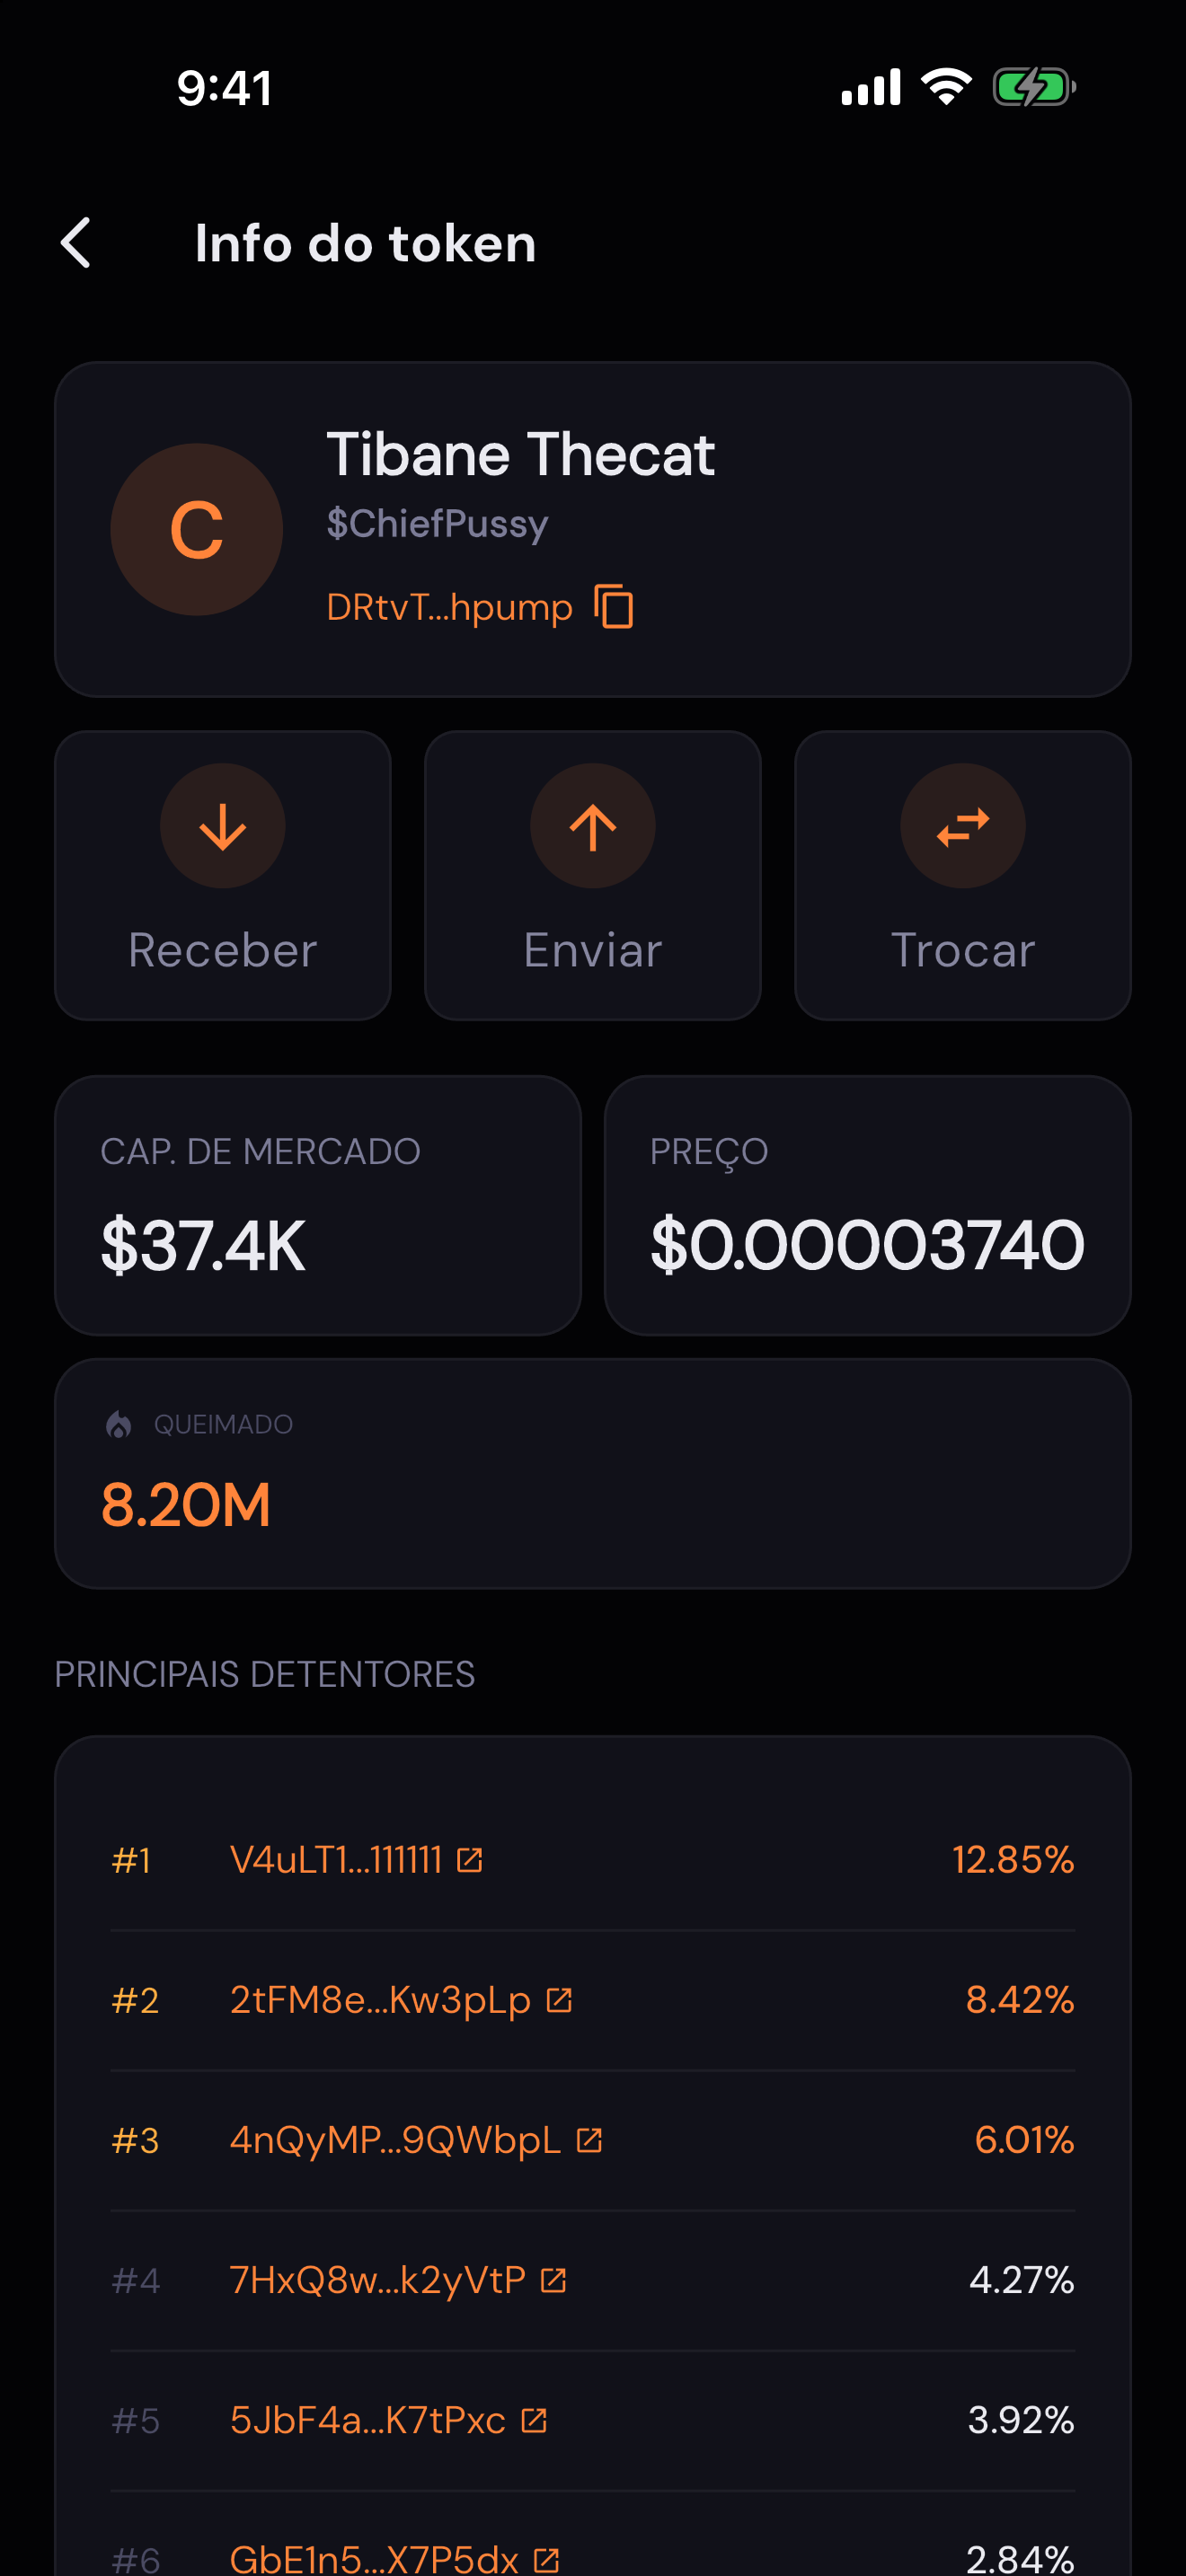 9:41
Info do token
C
Tibane Thecat
$ChiefPussy
DRtvT...hpump
Receber
Enviar
Trocar
CAP. DE MERCADO
PREÇO
$37.4K
$0.00003740
QUEIMADO
8.20M
PRINCIPAIS DETENTORES
#1 V4uLT1...111111 12.85%
#2 2tFM8e...Kw3pLp 8.42%
#3 4nQyMP...9QWbpL 6.01%
#4 7HxQ8w...k2yVtP 4.27%
#5 5JbF4a...K7tPxc 3.92%
#6 GbE1n5...X7P5dx 2.84%